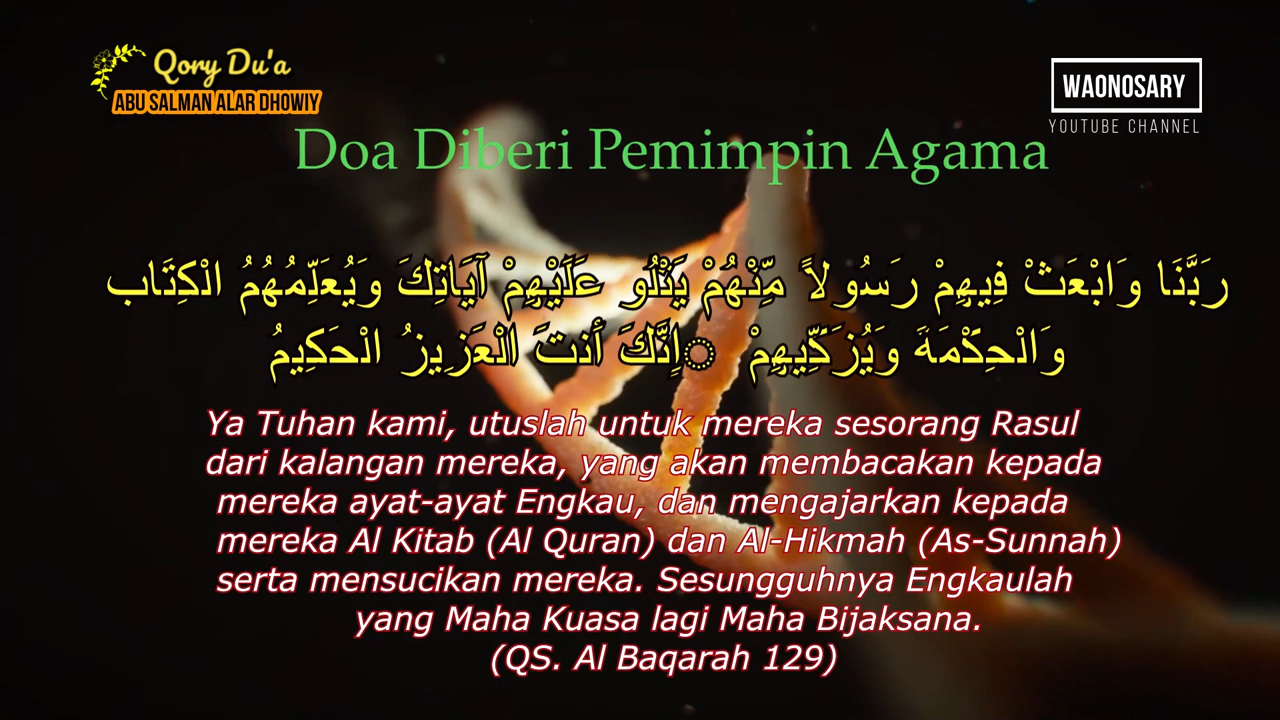 Qory Du'a
ABU SALMAN ALAR DHOWIY
WAONOSARY
YOUTUBE CHANNEL
Doa Diberi Pemimpin Agama
رَبَّنَا وَابْعَثْ فِيهِمْ رَسُولاً مِّنْهُمْ يَتْلُو عَلَيْهِمْ آيَاتِكَ وَيُعَلِّمُهُمُ الْكِتَاب
وَالْحِكْمَةَ وَيُزَكِّيهِمْ ۚ إِنَّكَ أَنتَ الْعَزِيزُ الْحَكِيمُ
Ya Tuhan kami, utuslah untuk mereka sesorang Rasul
dari kalangan mereka, yang akan membacakan kepada
mereka ayat-ayat Engkau, dan mengajarkan kepada
mereka Al Kitab (Al Quran) dan Al-Hikmah (As-Sunnah)
serta mensucikan mereka. Sesungguhnya Engkaulah
yang Maha Kuasa lagi Maha Bijaksana.
(QS. Al Baqarah 129)